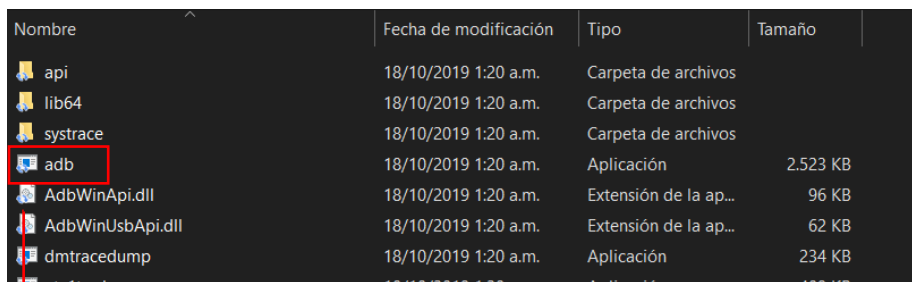 Nombre Fecha de modificación Tipo Tamaño
api 18/10/2019 1:20 a.m. Carpeta de archivos
lib64 18/10/2019 1:20 a.m. Carpeta de archivos
systrace 18/10/2019 1:20 a.m. Carpeta de archivos
adb 18/10/2019 1:20 a.m. Aplicación 2.523 KB
AdbWinApi.dll 18/10/2019 1:20 a.m. Extensión de la ap... 96 KB
AdbWinUsbApi.dll 18/10/2019 1:20 a.m. Extensión de la ap... 62 KB
dmtracedump 18/10/2019 1:20 a.m. Aplicación 234 KB